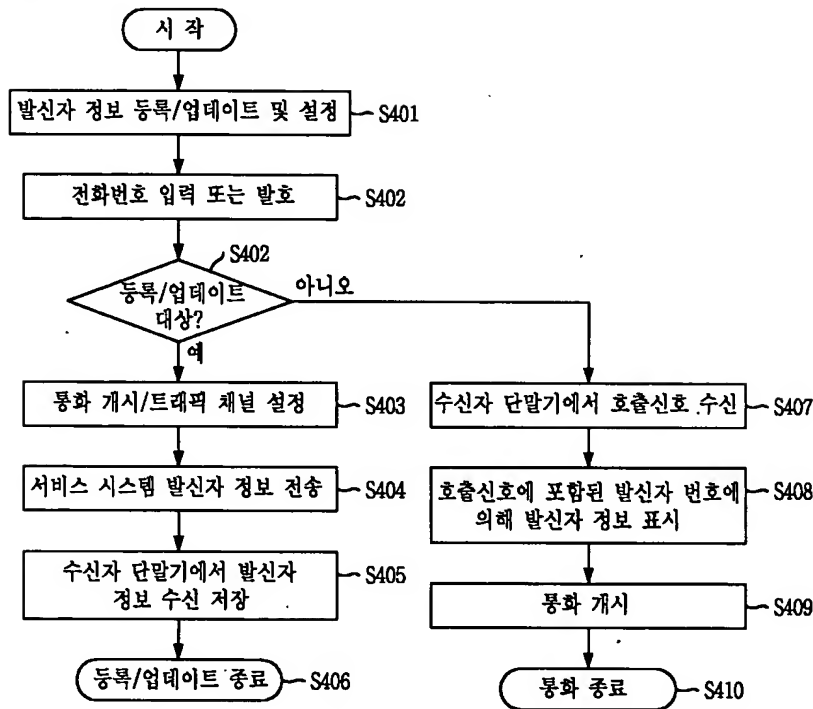 시 작
발신자 정보 등록/업데이트 및 설정
S401
전화번호 입력 또는 발호
S402
S402
등록/업데이트
대상?
아니오
예
통화 개시/트래픽 채널 설정
S403
서비스 시스템 발신자 정보 전송
S404
수신자 단말기에서 발신자
정보 수신 저장
S405
등록/업데이트 종료
S406
수신자 단말기에서 호출신호 수신
S407
호출신호에 포함된 발신자 번호에
의해 발신자 정보 표시
S408
통화 개시
S409
통화 종료
S410